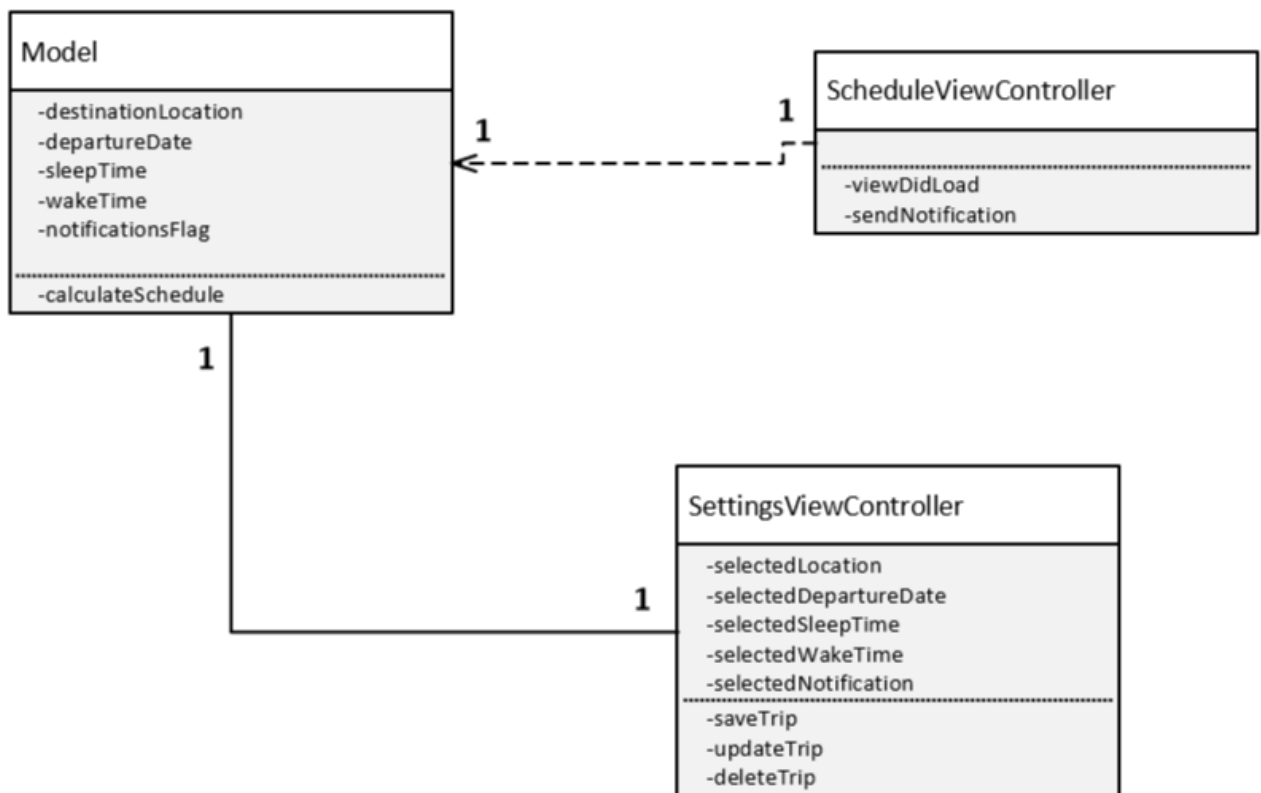 Model
-destinationLocation
-departureDate
-sleepTime
-wakeTime
-notificationsFlag
-calculateSchedule
1
1
ScheduleViewController
-viewDidLoad
-sendNotification
1
1
SettingsViewController
-selectedLocation
-selectedDepartureDate
-selectedSleepTime
-selectedWakeTime
-selectedNotification
-saveTrip
-updateTrip
-deleteTrip